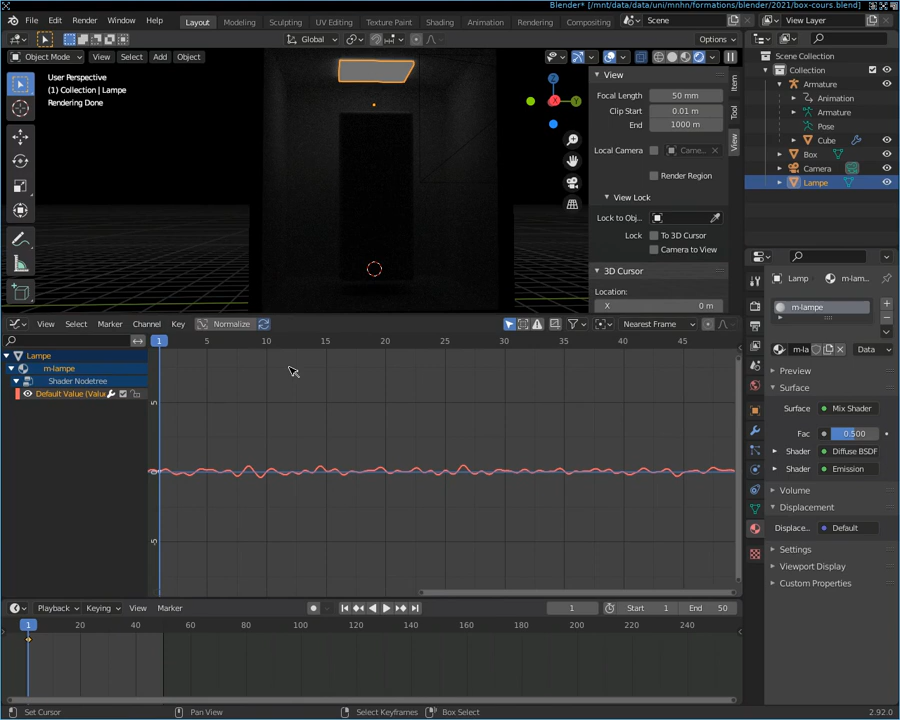 Blender* [/mnt/data/data/uni/mnhn/formations/blender/2021/box-cours.blend]
File Edit Render Window Help Layout Modeling Sculpting UV Editing Texture Paint Shading Animation Rendering Compositing Scene View Layer
Global Options
Object Mode View Select Add Object
User Perspective
(1) Collection | Lampe
Rendering Done
X
Y
Z
View
Focal Length 50 mm
Clip Start 0.01 m
End 1000 m
Local Camera Came...
Render Region
View Lock
Lock to Obj...
Lock To 3D Cursor
Camera to View
3D Cursor
Location:
X 0 m
Item
Tool
View
Scene Collection
Collection
Armature
Animation
Armature
Pose
Cube
Box
Camera
Lampe
View Select Marker Channel Key Normalize Nearest Frame
1 5 10 15 20 25 30 35 40 45
Lampe
m-lampe
Shader Nodetree
Default Value (Valu
5
0
-5
Lamp m-lam...
m-lampe
m-la Data
Preview
Surface
Surface Mix Shader
Fac 0.500
Shader Diffuse BSDF
Shader Emission
Volume
Displacement
Displace... Default
Settings
Viewport Display
Custom Properties
Playback Keying View Marker 1 Start 1 End 50
1 20 40 60 80 100 120 140 160 180 200 220 240
Set Cursor Pan View Select Keyframes Box Select 2.92.0